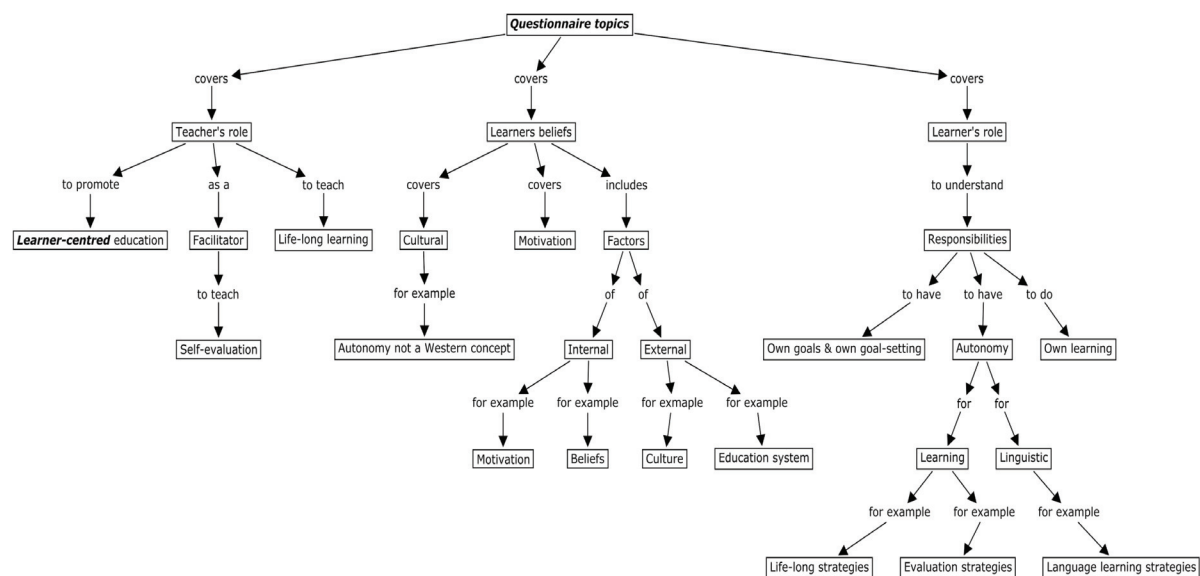 Questionnaire topics
covers covers covers
Teacher's role Learners beliefs Learner's role
to promote as a to teach covers covers includes to understand
Learner-centred education Facilitator Life-long learning Cultural Motivation Factors Responsibilities
to teach for example of of to have to have to do
Self-evaluation Autonomy not a Western concept Internal External Own goals & own goal-setting Autonomy Own learning
for example for example for exmaple for example for for
Motivation Beliefs Culture Education system Learning Linguistic
for example for example for example
Life-long strategies Evaluation strategies Language learning strategies